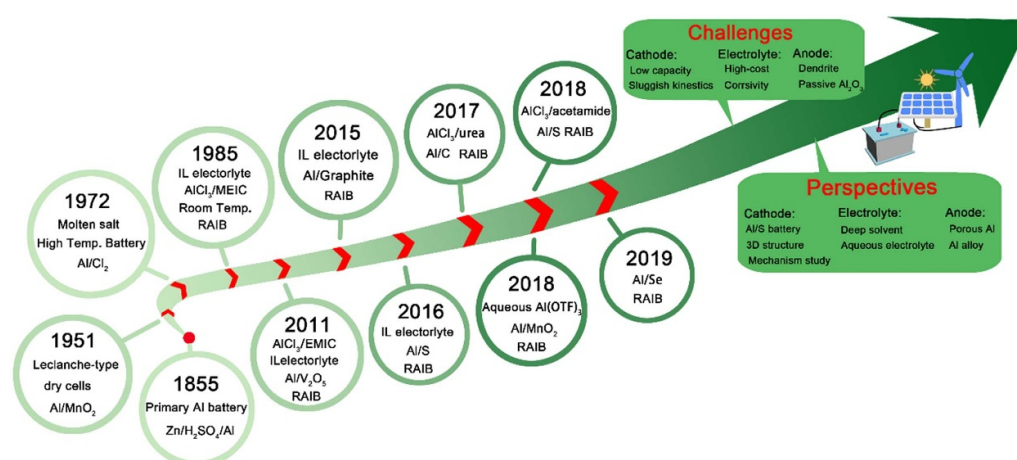 1855
Primary Al battery
Zn/H₂SO₄/Al
1951
Leclanche-type
dry cells
Al/MnO₂
1972
Molten salt
High Temp. Battery
Al/Cl₂
1985
IL electorlyte
AlCl₃/MEIC
Room Temp.
RAIB
2011
AlCl₃/EMIC
ILelectorlyte
Al/V₂O₅
RAIB
2015
IL electorlyte
Al/Graphite
RAIB
2016
IL electorlyte
Al/S
RAIB
2017
AlCl₃/urea
Al/C RAIB
2018
AlCl₃/acetamide
Al/S RAIB
2018
Aqueous Al(OTF)₃
Al/MnO₂
RAIB
2019
Al/Se
RAIB
Challenges
Cathode:
Low capacity
Sluggish kinestics
Electrolyte:
High-cost
Corrsivity
Anode:
Dendrite
Passive Al₂O₃
Perspectives
Cathode:
Al/S battery
3D structure
Mechanism study
Electrolyte:
Deep solvent
Aqueous electrolyte
Anode:
Porous Al
Al alloy